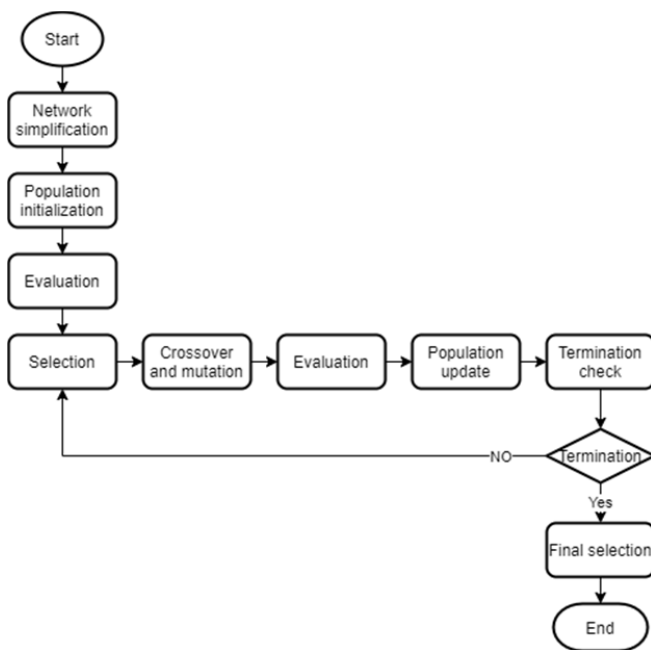 Start
Network
simplification
Population
initialization
Evaluation
Selection
Crossover
and mutation
Evaluation
Population
update
Termination
check
Termination
NO
Yes
Final selection
End